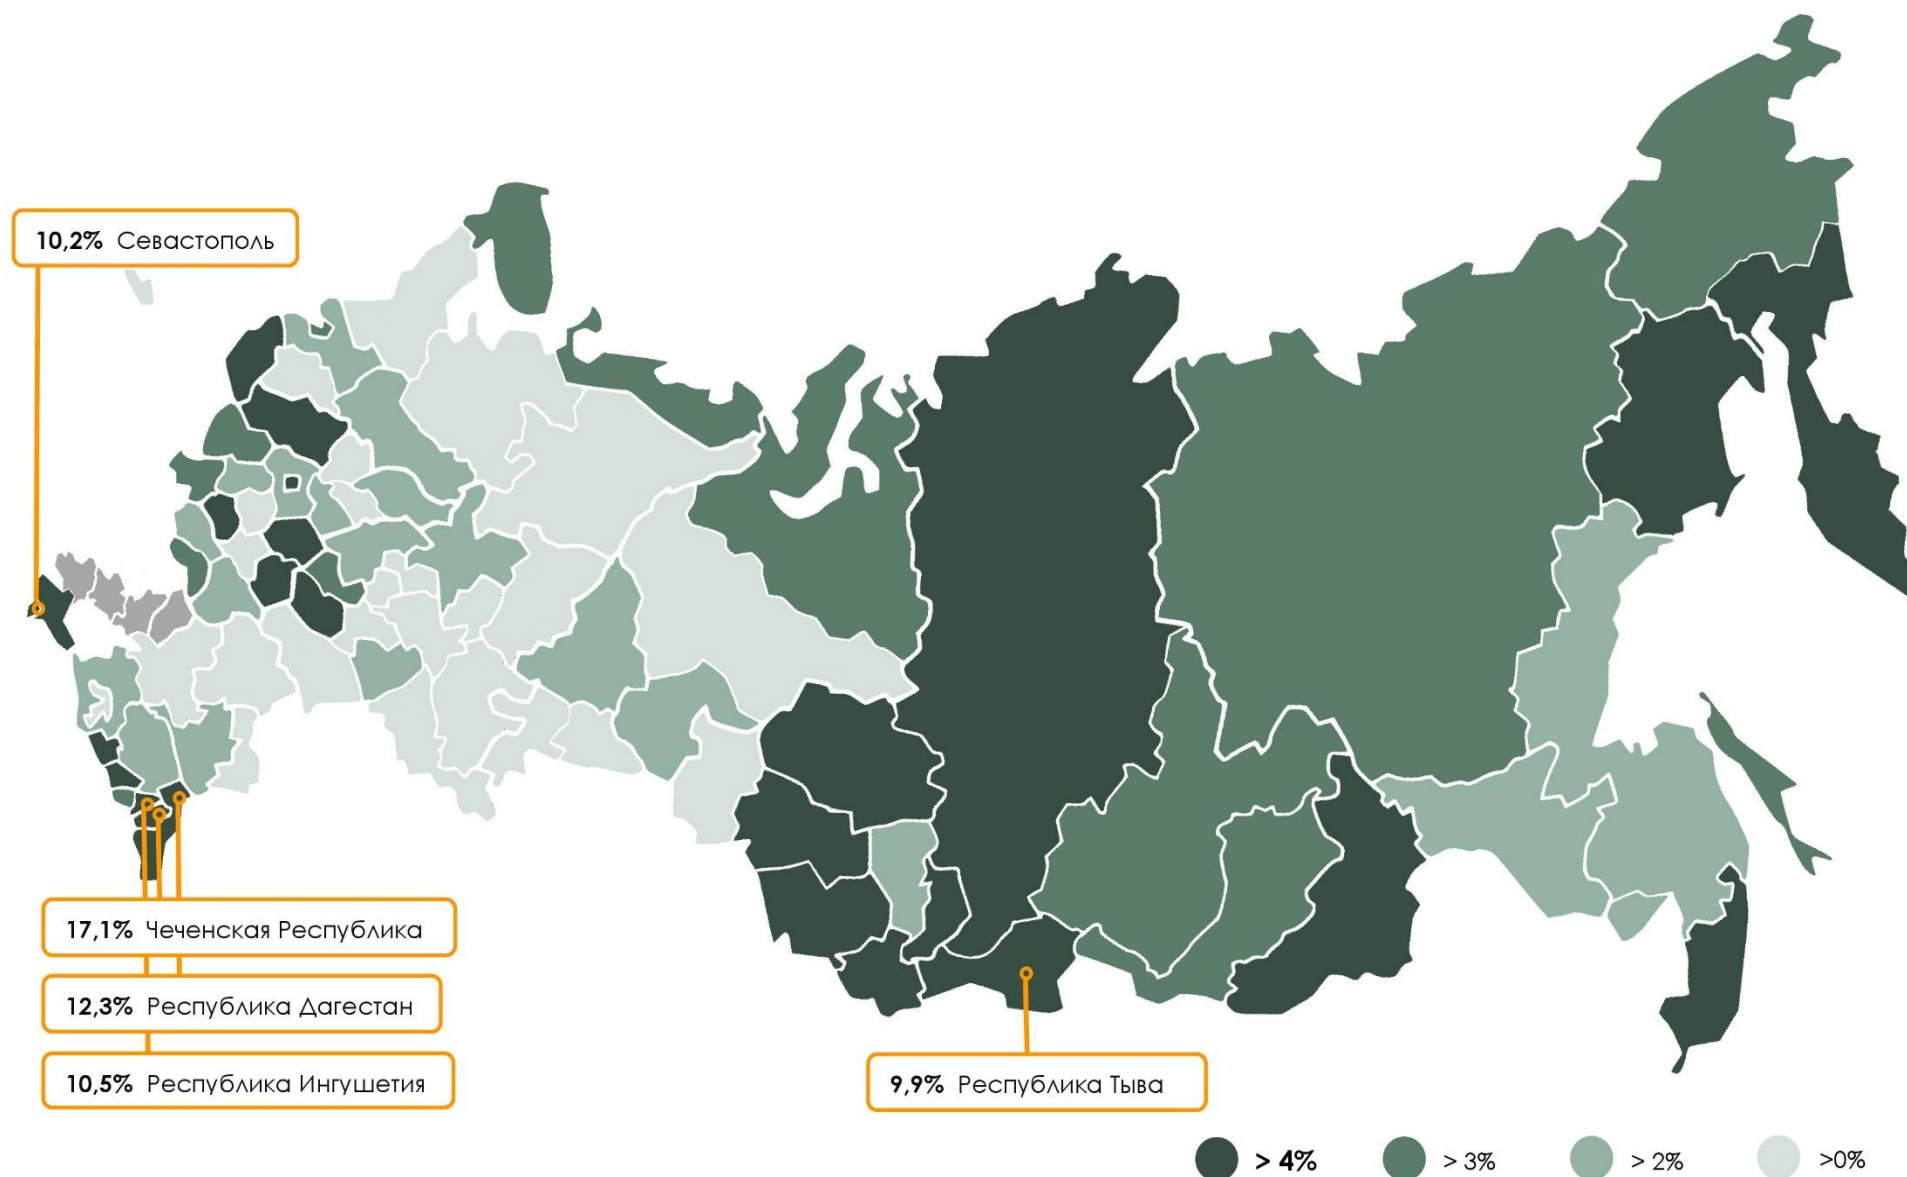 10,2% Севастополь
17,1% Чеченская Республика
12,3% Республика Дагестан
10,5% Республика Ингушетия
9,9% Республика Тыва
> 4%
> 3%
> 2%
>0%